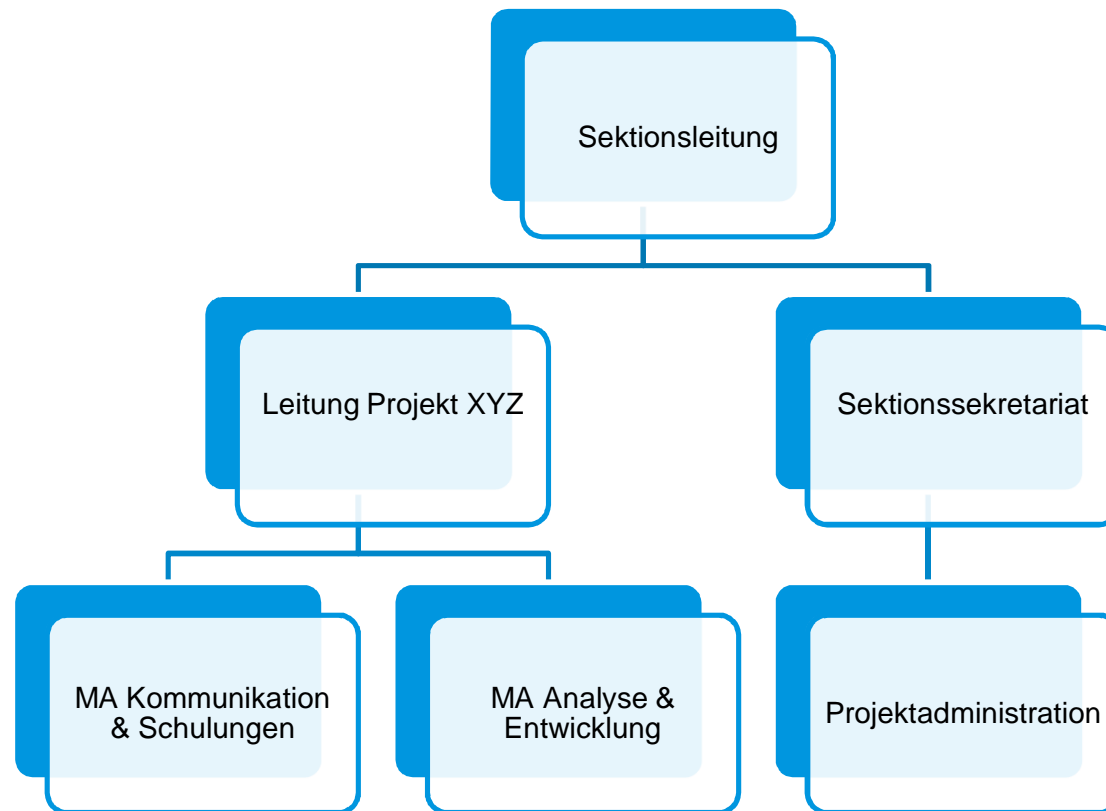 Sektionsleitung
Leitung Projekt XYZ
Sektionssekretariat
MA Kommunikation
& Schulungen
MA Analyse &
Entwicklung
Projektadministration